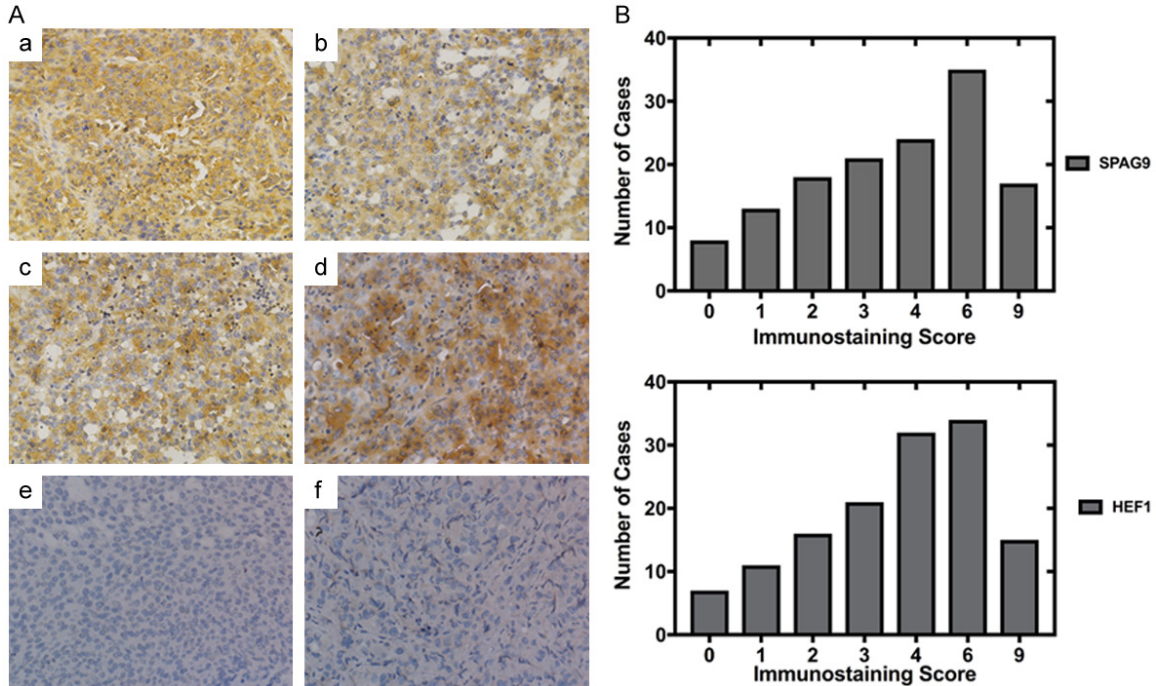 A
a
b
c
d
e
f
B
40
30
20
10
0
Number of Cases
0 1 2 3 4 6 9
Immunostaining Score
SPAG9
40
30
20
10
0
Number of Cases
0 1 2 3 4 6 9
Immunostaining Score
HEF1